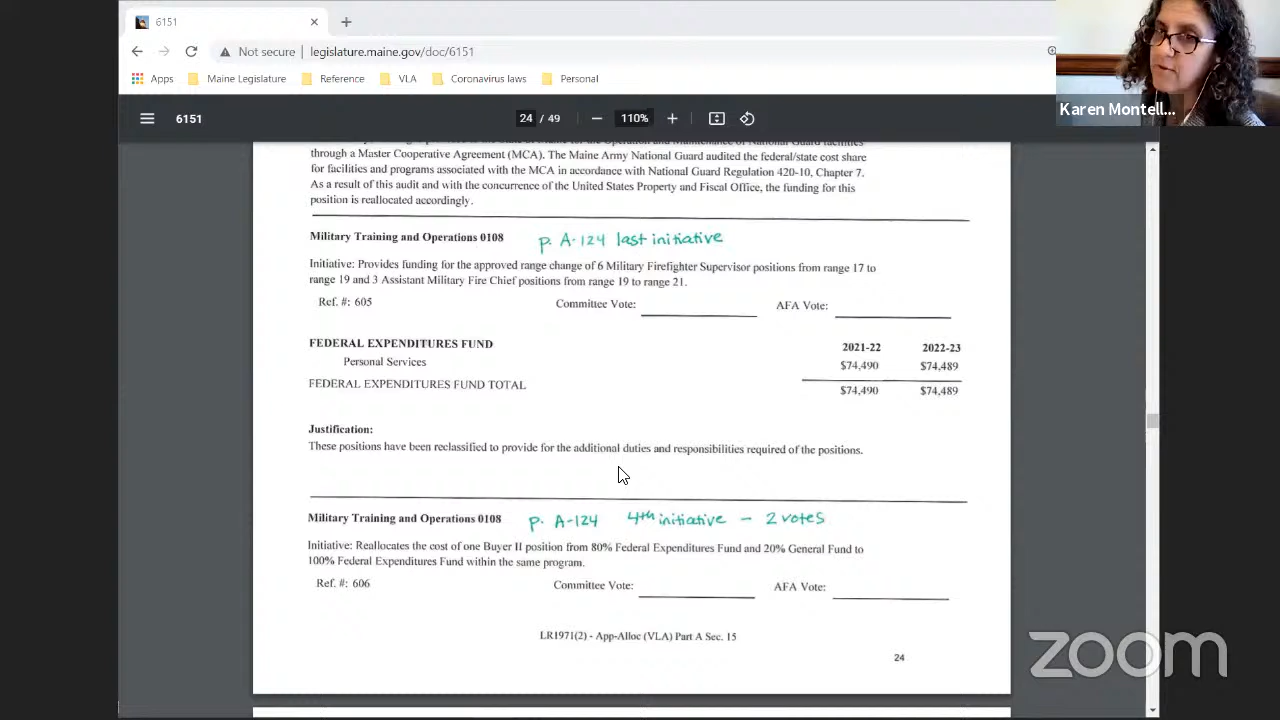 6151
Not secure
legislature.maine.gov/doc/6151
Apps Maine Legislature Reference VLA Coronavirus laws Personal
Karen Montell...
6151 24 / 49 110%
through a Master Cooperative Agreement (MCA). The Maine Army National Guard audited the federal/state cost share
for facilities and programs associated with the MCA in accordance with National Guard Regulation 420-10, Chapter 7.
As a result of this audit and with the concurrence of the United States Property and Fiscal Office, the funding for this
position is reallocated accordingly.
Military Training and Operations 0108 p. A-124 last initiative
Initiative: Provides funding for the approved range change of 6 Military Firefighter Supervisor positions from range 17 to
range 19 and 3 Assistant Military Fire Chief positions from range 19 to range 21.
Ref. #: 605 Committee Vote: AFA Vote:
FEDERAL EXPENDITURES FUND 2021-22 2022-23
Personal Services $74,490 $74,489
FEDERAL EXPENDITURES FUND TOTAL $74,490 $74,489
Justification:
These positions have been reclassified to provide for the additional duties and responsibilities required of the positions.
Military Training and Operations 0108 p. A-124 4th initiative - 2 votes
Initiative: Reallocates the cost of one Buyer II position from 80% Federal Expenditures Fund and 20% General Fund to
100% Federal Expenditures Fund within the same program.
Ref. #: 606 Committee Vote: AFA Vote:
LR1971(2) - App-Alloc (VLA) Part A Sec. 15
24
zoom